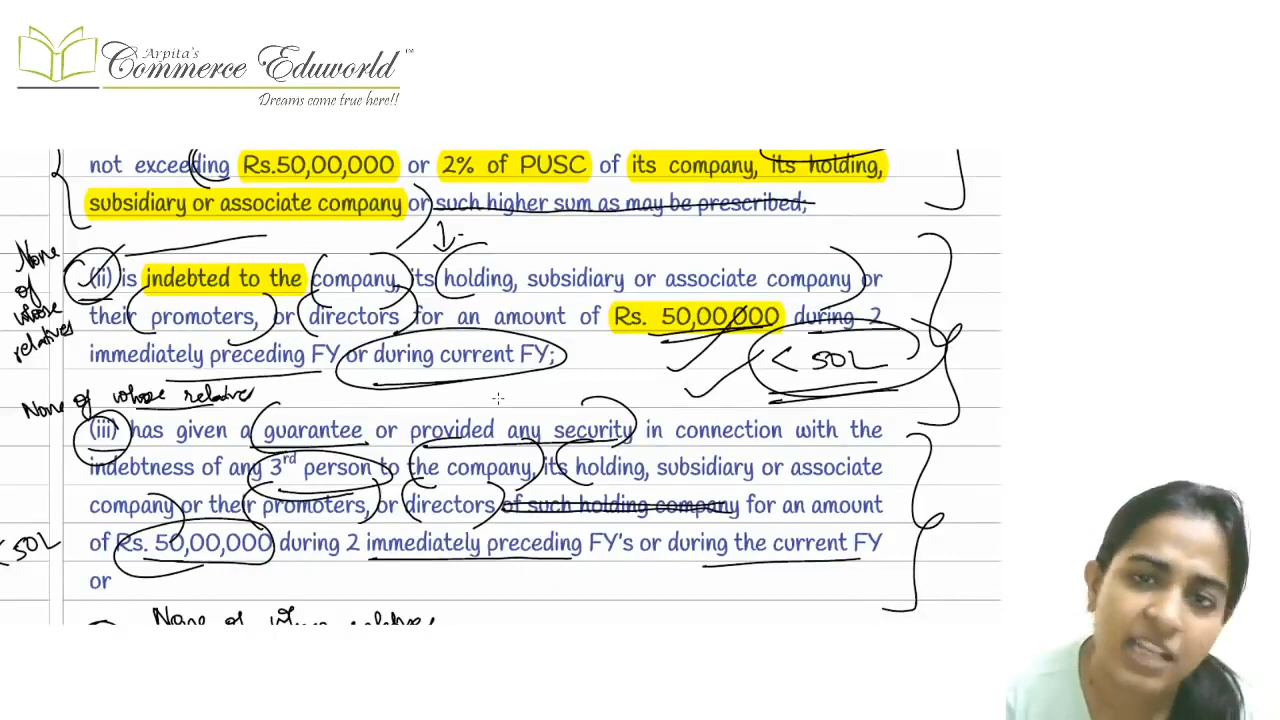 Arpita's
Commerce Eduworld™
Dreams come true here!!
not exceeding Rs.50,00,000 or 2% of PUSC of its company, its holding,
subsidiary or associate company or such higher sum as may be prescribed;
None
of
whose
relatives
(ii) is indebted to the company, its holding, subsidiary or associate company or
their promoters, or directors for an amount of Rs. 50,00,000 during 2
immediately preceding FY or during current FY;
< 50L
None of whose relatives
(iii) has given a guarantee or provided any security in connection with the
indebtness of any 3rd person to the company, its holding, subsidiary or associate
company or their promoters, or directors of such holding company for an amount
< 50L
of Rs. 50,00,000 during 2 immediately preceding FY's or during the current FY
or
None of whose relatives